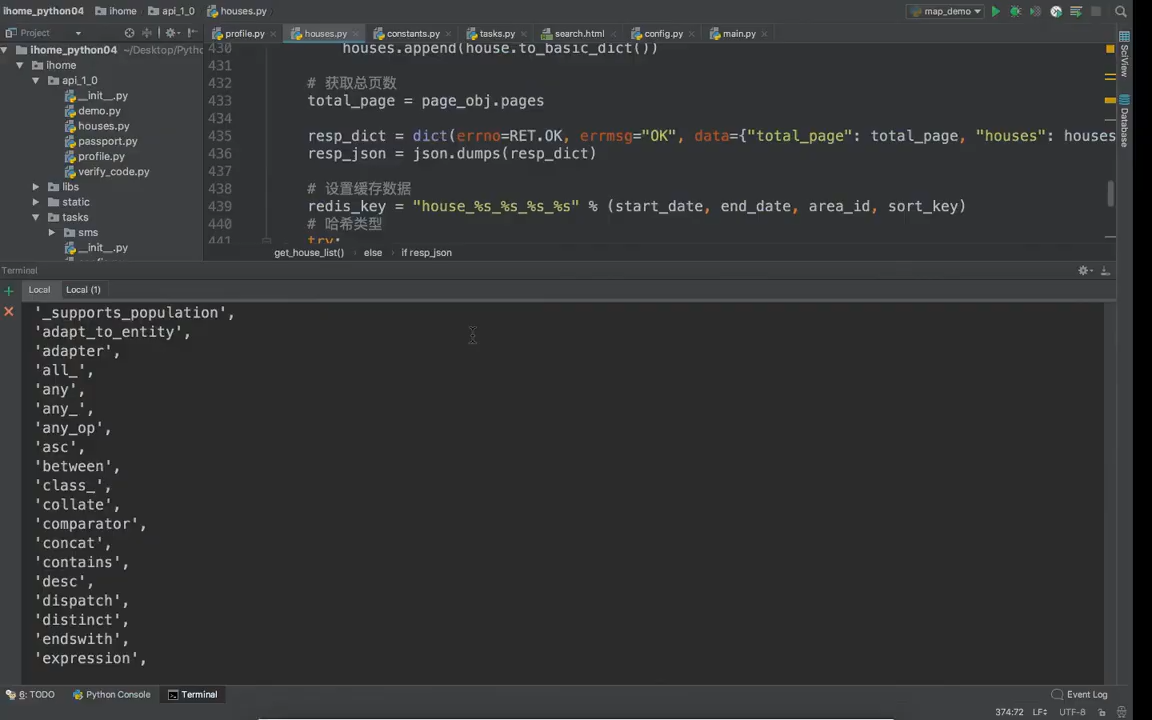 ihome_python04 ihome api_1_0 houses.py map_demo
Project profile.py houses.py constants.py tasks.py search.html config.py main.py
ihome_python04 ~/Desktop/Pytho
ihome
api_1_0
__init__.py
demo.py
houses.py
passport.py
profile.py
verify_code.py
libs
static
tasks
sms
__init__.py
430 houses.append(house.to_basic_dict())
431
432 # 获取总页数
433 total_page = page_obj.pages
434
435 resp_dict = dict(errno=RET.OK, errmsg="OK", data={"total_page": total_page, "houses": houses
436 resp_json = json.dumps(resp_dict)
437
438 # 设置缓存数据
439 redis_key = "house_%s_%s_%s_%s" % (start_date, end_date, area_id, sort_key)
440 # 哈希类型
441 try:
get_house_list() else if resp_json
SciView
Database
Terminal
Local Local (1)
'_supports_population',
'adapt_to_entity',
'adapter',
'all_',
'any',
'any_',
'any_op',
'asc',
'between',
'class_',
'collate',
'comparator',
'concat',
'contains',
'desc',
'dispatch',
'distinct',
'endswith',
'expression',
6: TODO Python Console Terminal Event Log
374:72 LF÷ UTF-8